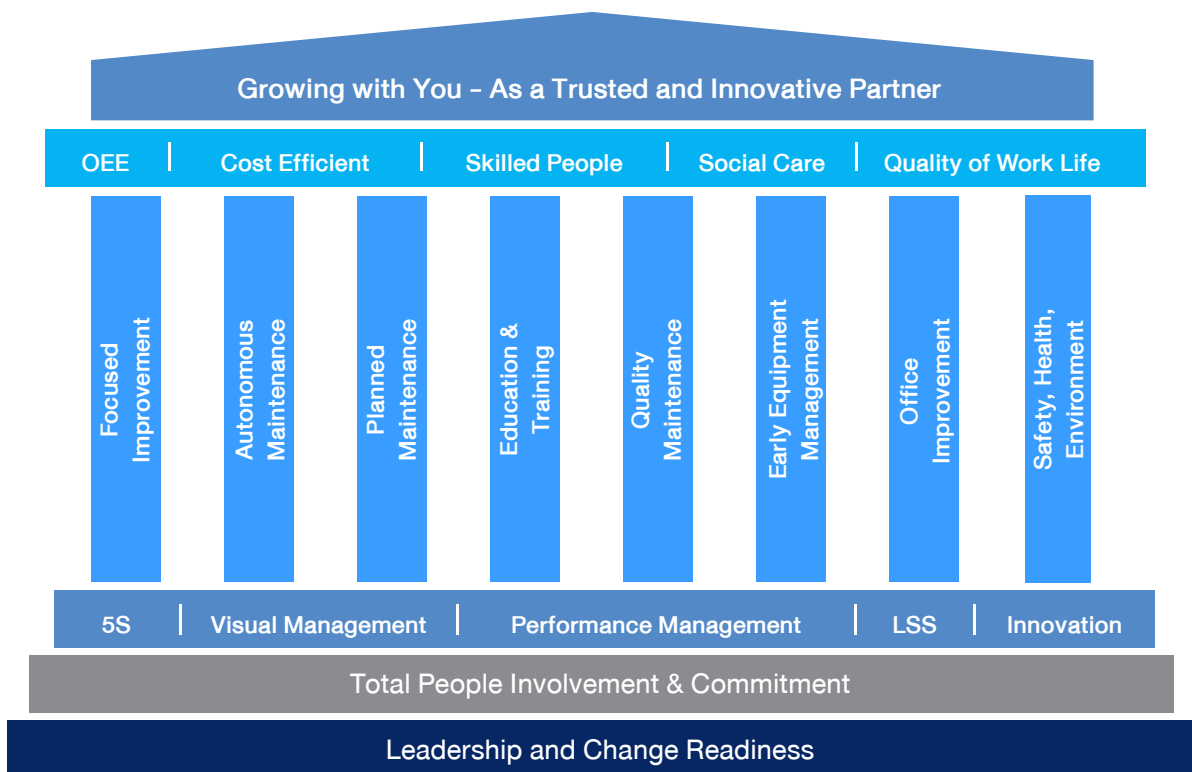 Growing with You – As a Trusted and Innovative Partner
OEE
Cost Efficient
Skilled People
Social Care
Quality of Work Life
Focused
Improvement
Autonomous
Maintenance
Planned
Maintenance
Education &
Training
Quality
Maintenance
Early Equipment
Management
Office
Improvement
Safety, Health,
Environment
5S
Visual Management
Performance Management
LSS
Innovation
Total People Involvement & Commitment
Leadership and Change Readiness